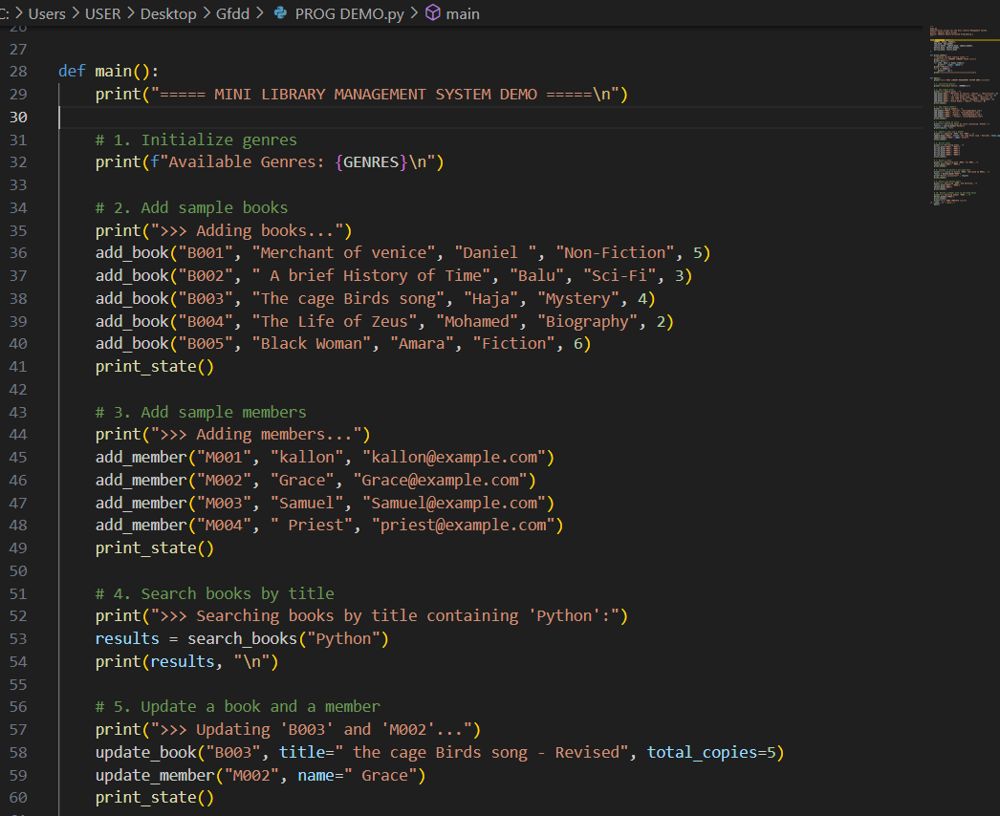 C: > Users > USER > Desktop > Gfdd > PROG DEMO.py > main
26
27
28 def main():
29     print("===== MINI LIBRARY MANAGEMENT SYSTEM DEMO =====\n")
30
31     # 1. Initialize genres
32     print(f"Available Genres: {GENRES}\n")
33
34     # 2. Add sample books
35     print(">>> Adding books...")
36     add_book("B001", "Merchant of venice", "Daniel ", "Non-Fiction", 5)
37     add_book("B002", " A brief History of Time", "Balu", "Sci-Fi", 3)
38     add_book("B003", "The cage Birds song", "Haja", "Mystery", 4)
39     add_book("B004", "The Life of Zeus", "Mohamed", "Biography", 2)
40     add_book("B005", "Black Woman", "Amara", "Fiction", 6)
41     print_state()
42
43     # 3. Add sample members
44     print(">>> Adding members...")
45     add_member("M001", "kallon", "kallon@example.com")
46     add_member("M002", "Grace", "Grace@example.com")
47     add_member("M003", "Samuel", "Samuel@example.com")
48     add_member("M004", " Priest", "priest@example.com")
49     print_state()
50
51     # 4. Search books by title
52     print(">>> Searching books by title containing 'Python':")
53     results = search_books("Python")
54     print(results, "\n")
55
56     # 5. Update a book and a member
57     print(">>> Updating 'B003' and 'M002'...")
58     update_book("B003", title=" the cage Birds song - Revised", total_copies=5)
59     update_member("M002", name=" Grace")
60     print_state()